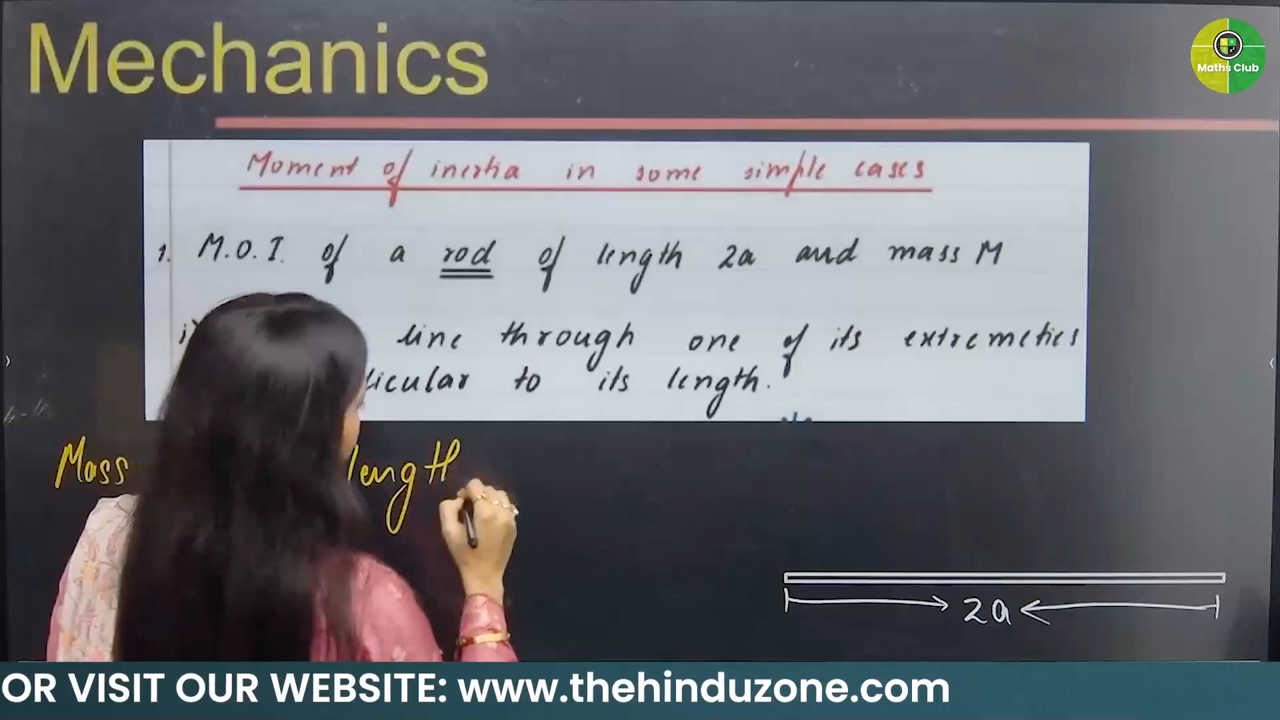 Mechanics
Maths Club
Moment of inertia in some simple cases
1. M.O.I. of a rod of length 2a and mass M
line through one of its extremeties
to its length.
Mass length
2a
OR VISIT OUR WEBSITE: www.thehinduzone.com